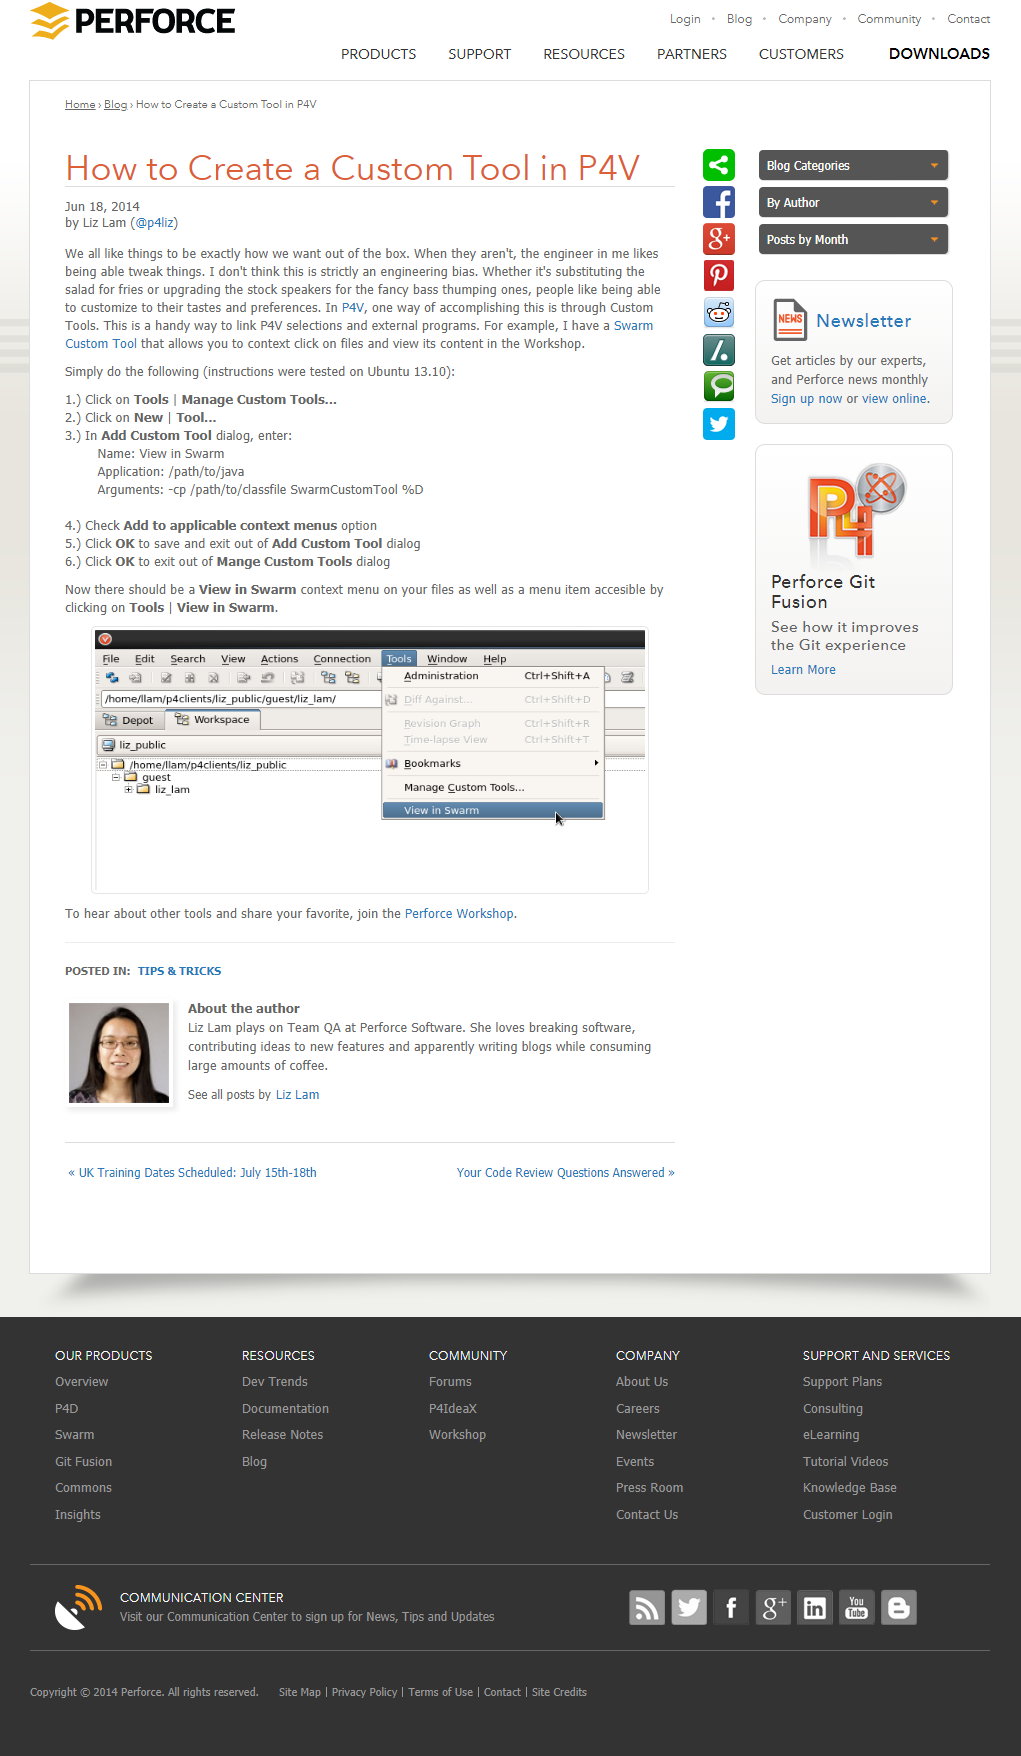 PERFORCE
Login • Blog • Company • Community • Contact
PRODUCTS SUPPORT RESOURCES PARTNERS CUSTOMERS DOWNLOADS
Home › Blog › How to Create a Custom Tool in P4V
How to Create a Custom Tool in P4V
Jun 18, 2014
by Liz Lam (@p4liz)
We all like things to be exactly how we want out of the box. When they aren't, the engineer in me likes
being able tweak things. I don't think this is strictly an engineering bias. Whether it's substituting the
salad for fries or upgrading the stock speakers for the fancy bass thumping ones, people like being able
to customize to their tastes and preferences. In P4V, one way of accomplishing this is through Custom
Tools. This is a handy way to link P4V selections and external programs. For example, I have a Swarm
Custom Tool that allows you to context click on files and view its content in the Workshop.
Simply do the following (instructions were tested on Ubuntu 13.10):
1.) Click on Tools | Manage Custom Tools...
2.) Click on New | Tool...
3.) In Add Custom Tool dialog, enter:
Name: View in Swarm
Application: /path/to/java
Arguments: -cp /path/to/classfile SwarmCustomTool %D
4.) Check Add to applicable context menus option
5.) Click OK to save and exit out of Add Custom Tool dialog
6.) Click OK to exit out of Mange Custom Tools dialog
Now there should be a View in Swarm context menu on your files as well as a menu item accesible by
clicking on Tools | View in Swarm.
File Edit Search View Actions Connection Tools Window Help
/home/llam/p4clients/liz_public/guest/liz_lam/
Depot Workspace
liz_public
/home/llam/p4clients/liz_public
guest
liz_lam
Administration Ctrl+Shift+A
Diff Against... Ctrl+Shift+D
Revision Graph Ctrl+Shift+R
Time-lapse View Ctrl+Shift+T
Bookmarks
Manage Custom Tools...
View in Swarm
To hear about other tools and share your favorite, join the Perforce Workshop.
POSTED IN: TIPS & TRICKS
About the author
Liz Lam plays on Team QA at Perforce Software. She loves breaking software,
contributing ideas to new features and apparently writing blogs while consuming
large amounts of coffee.
See all posts by Liz Lam
« UK Training Dates Scheduled: July 15th-18th
Your Code Review Questions Answered »
g+
Blog Categories
By Author
Posts by Month
NEWS
Newsletter
Get articles by our experts,
and Perforce news monthly
Sign up now or view online.
P4
Perforce Git
Fusion
See how it improves
the Git experience
Learn More
OUR PRODUCTS
Overview
P4D
Swarm
Git Fusion
Commons
Insights
RESOURCES
Dev Trends
Documentation
Release Notes
Blog
COMMUNITY
Forums
P4IdeaX
Workshop
COMPANY
About Us
Careers
Newsletter
Events
Press Room
Contact Us
SUPPORT AND SERVICES
Support Plans
Consulting
eLearning
Tutorial Videos
Knowledge Base
Customer Login
COMMUNICATION CENTER
Visit our Communication Center to sign up for News, Tips and Updates
g+ in You Tube
Copyright © 2014 Perforce. All rights reserved. Site Map | Privacy Policy | Terms of Use | Contact | Site Credits